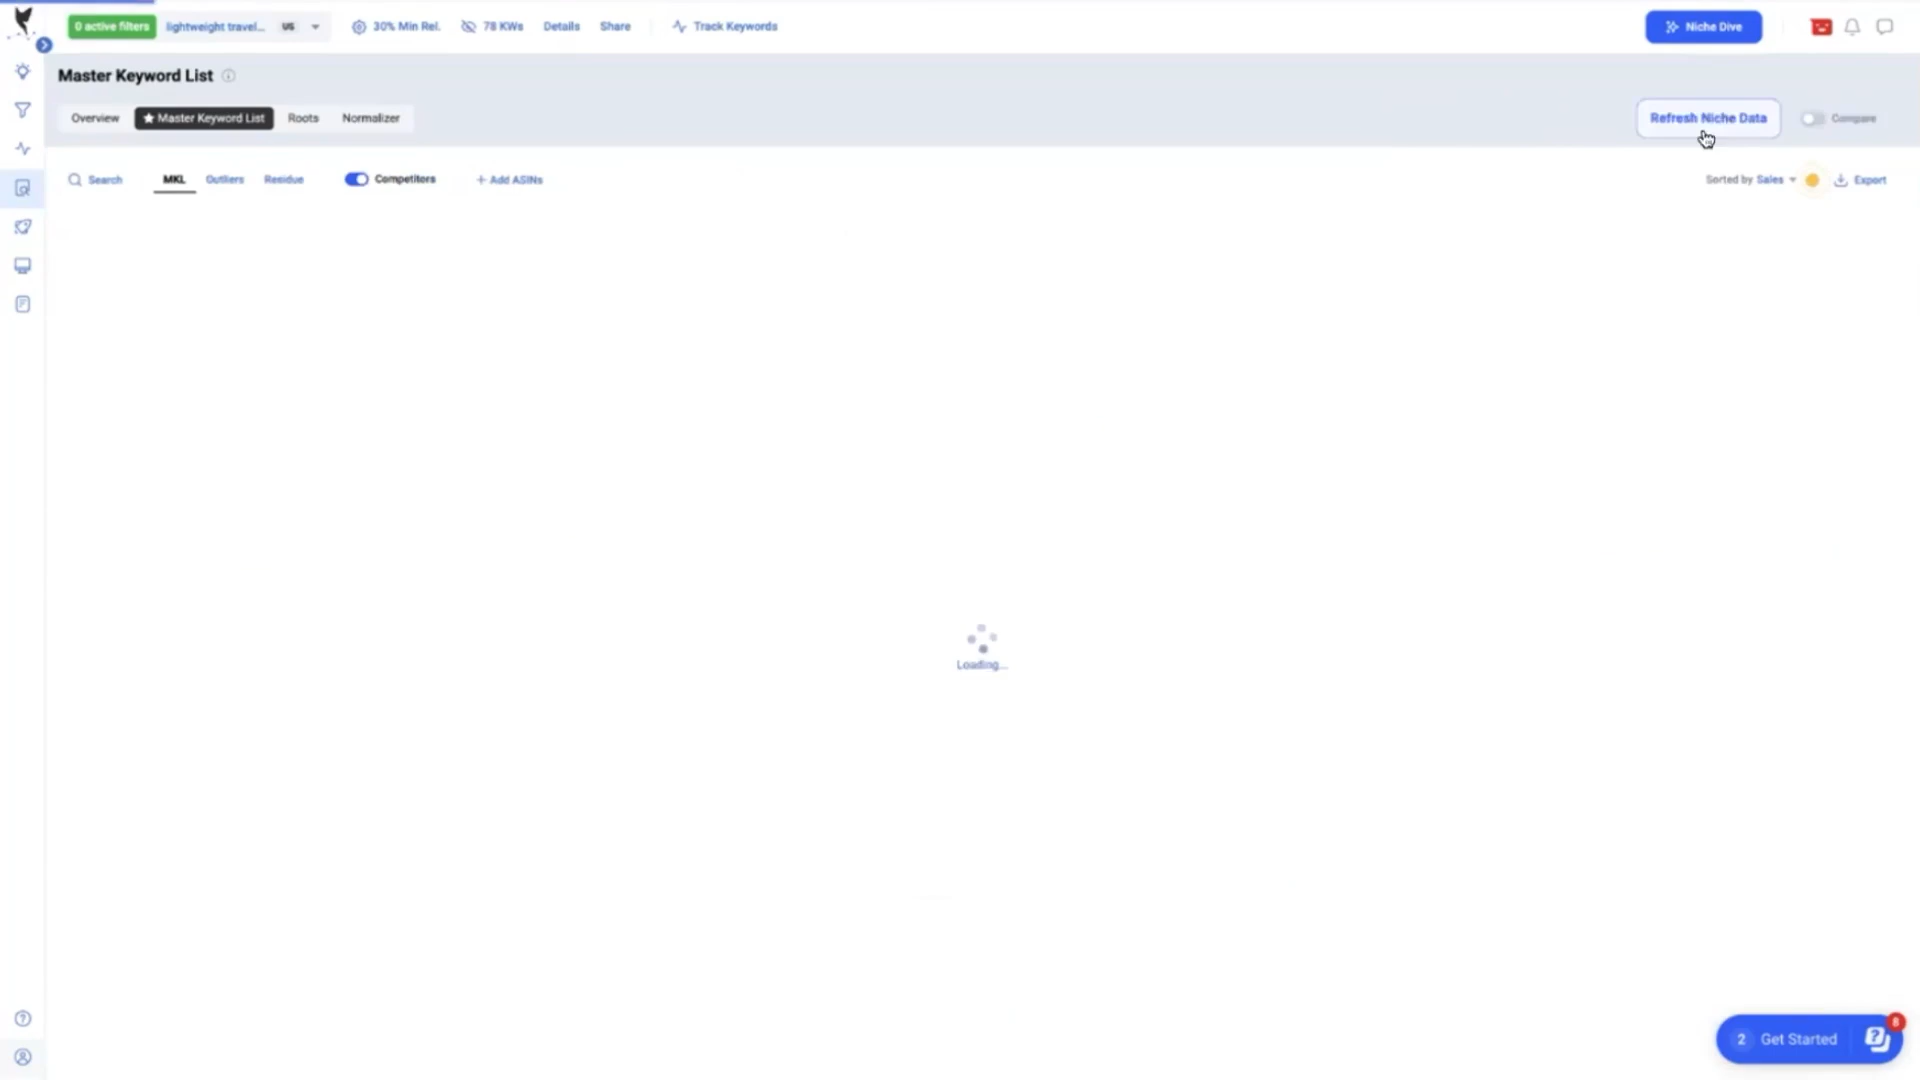 0 active filters lightweight travel... US 30% Min Rel. 78 KWs Details Share Track Keywords Niche Dive
Master Keyword List
Overview Master Keyword List Roots Normalizer Refresh Niche Data Compare
Search MKL Outliers Residue Competitors + Add ASINs Sorted by Sales Export
Loading...
2 Get Started 8